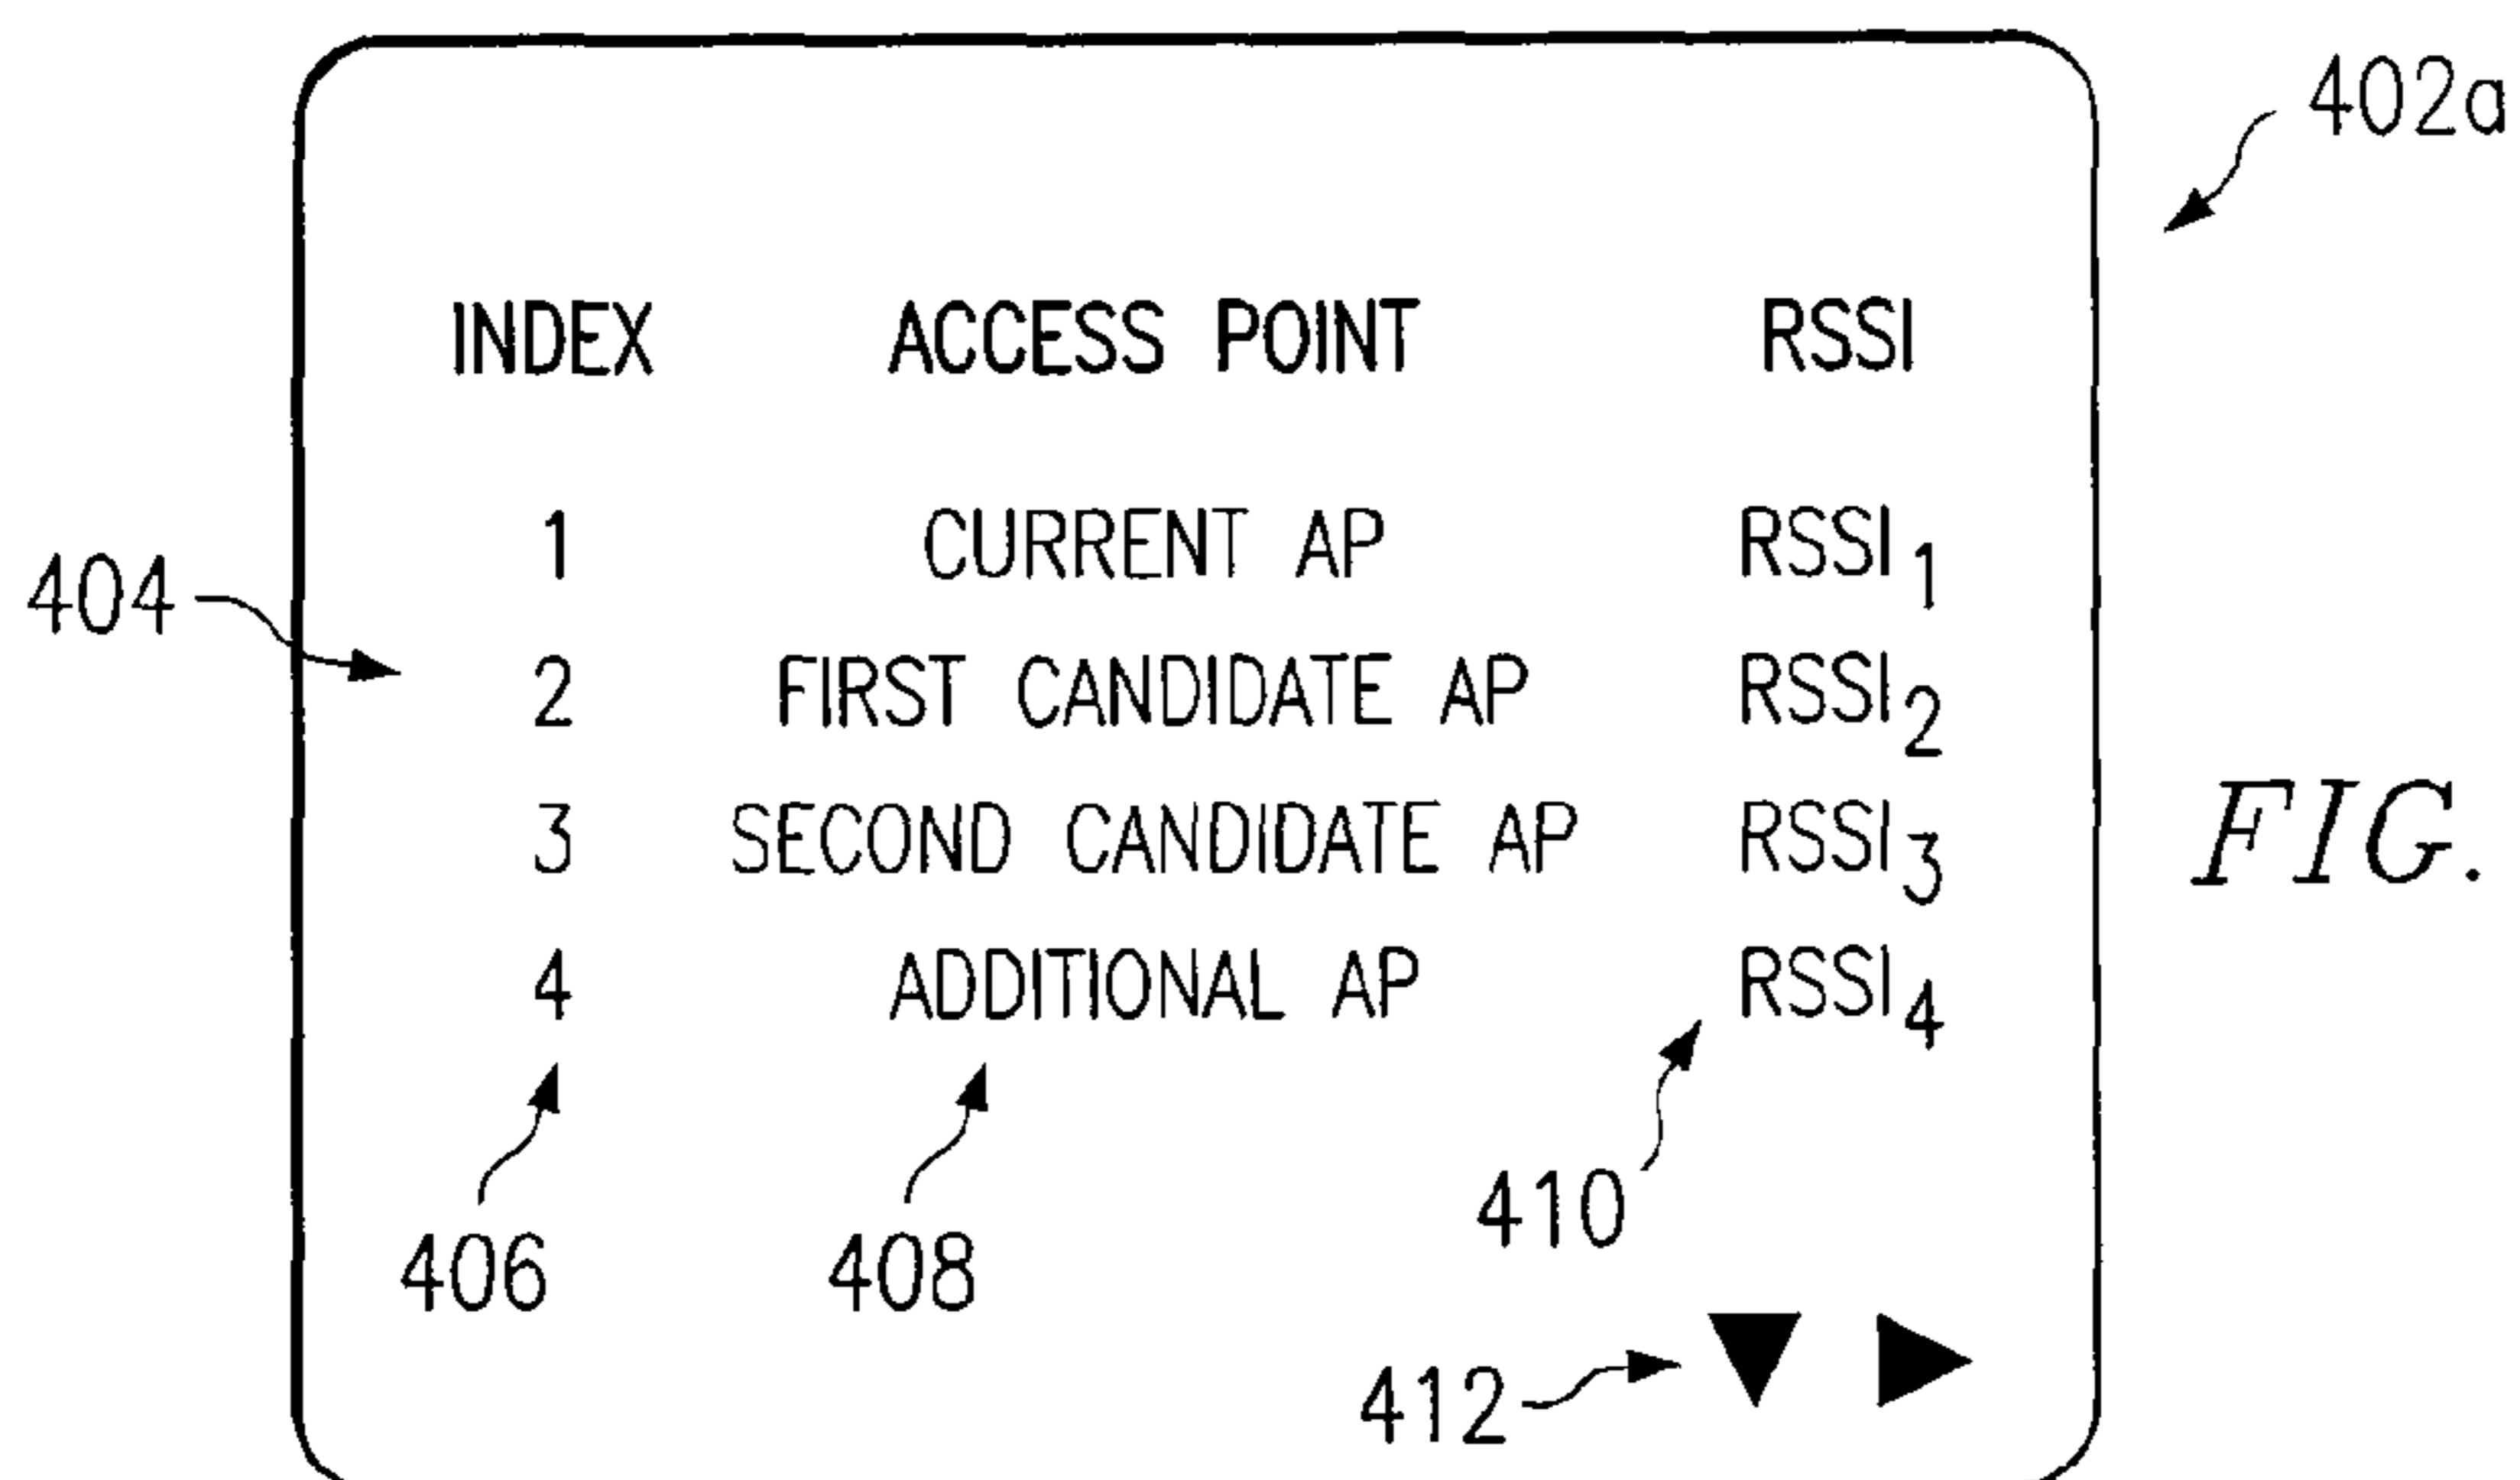 402a
INDEX ACCESS POINT RSSI
1 CURRENT AP RSSI1
404
2 FIRST CANDIDATE AP RSSI2
3 SECOND CANDIDATE AP RSSI3
FIG.
4 ADDITIONAL AP RSSI4
410
406 408
412